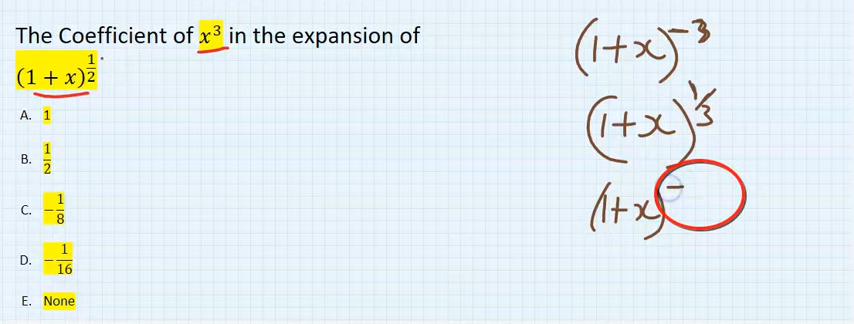 The Coefficient of x³ in the expansion of
(1 + x)^(1/2)
A. 1
B. 1/2
C. -1/8
D. -1/16
E. None
(1+x)^-3
(1+x)^1/3
(1+x)^-